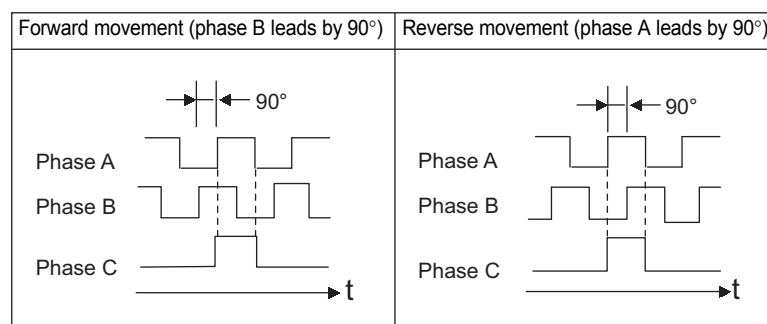 Forward movement (phase B leads by 90°)
90°
Phase A
Phase B
Phase C
t
Reverse movement (phase A leads by 90°)
90°
Phase A
Phase B
Phase C
t